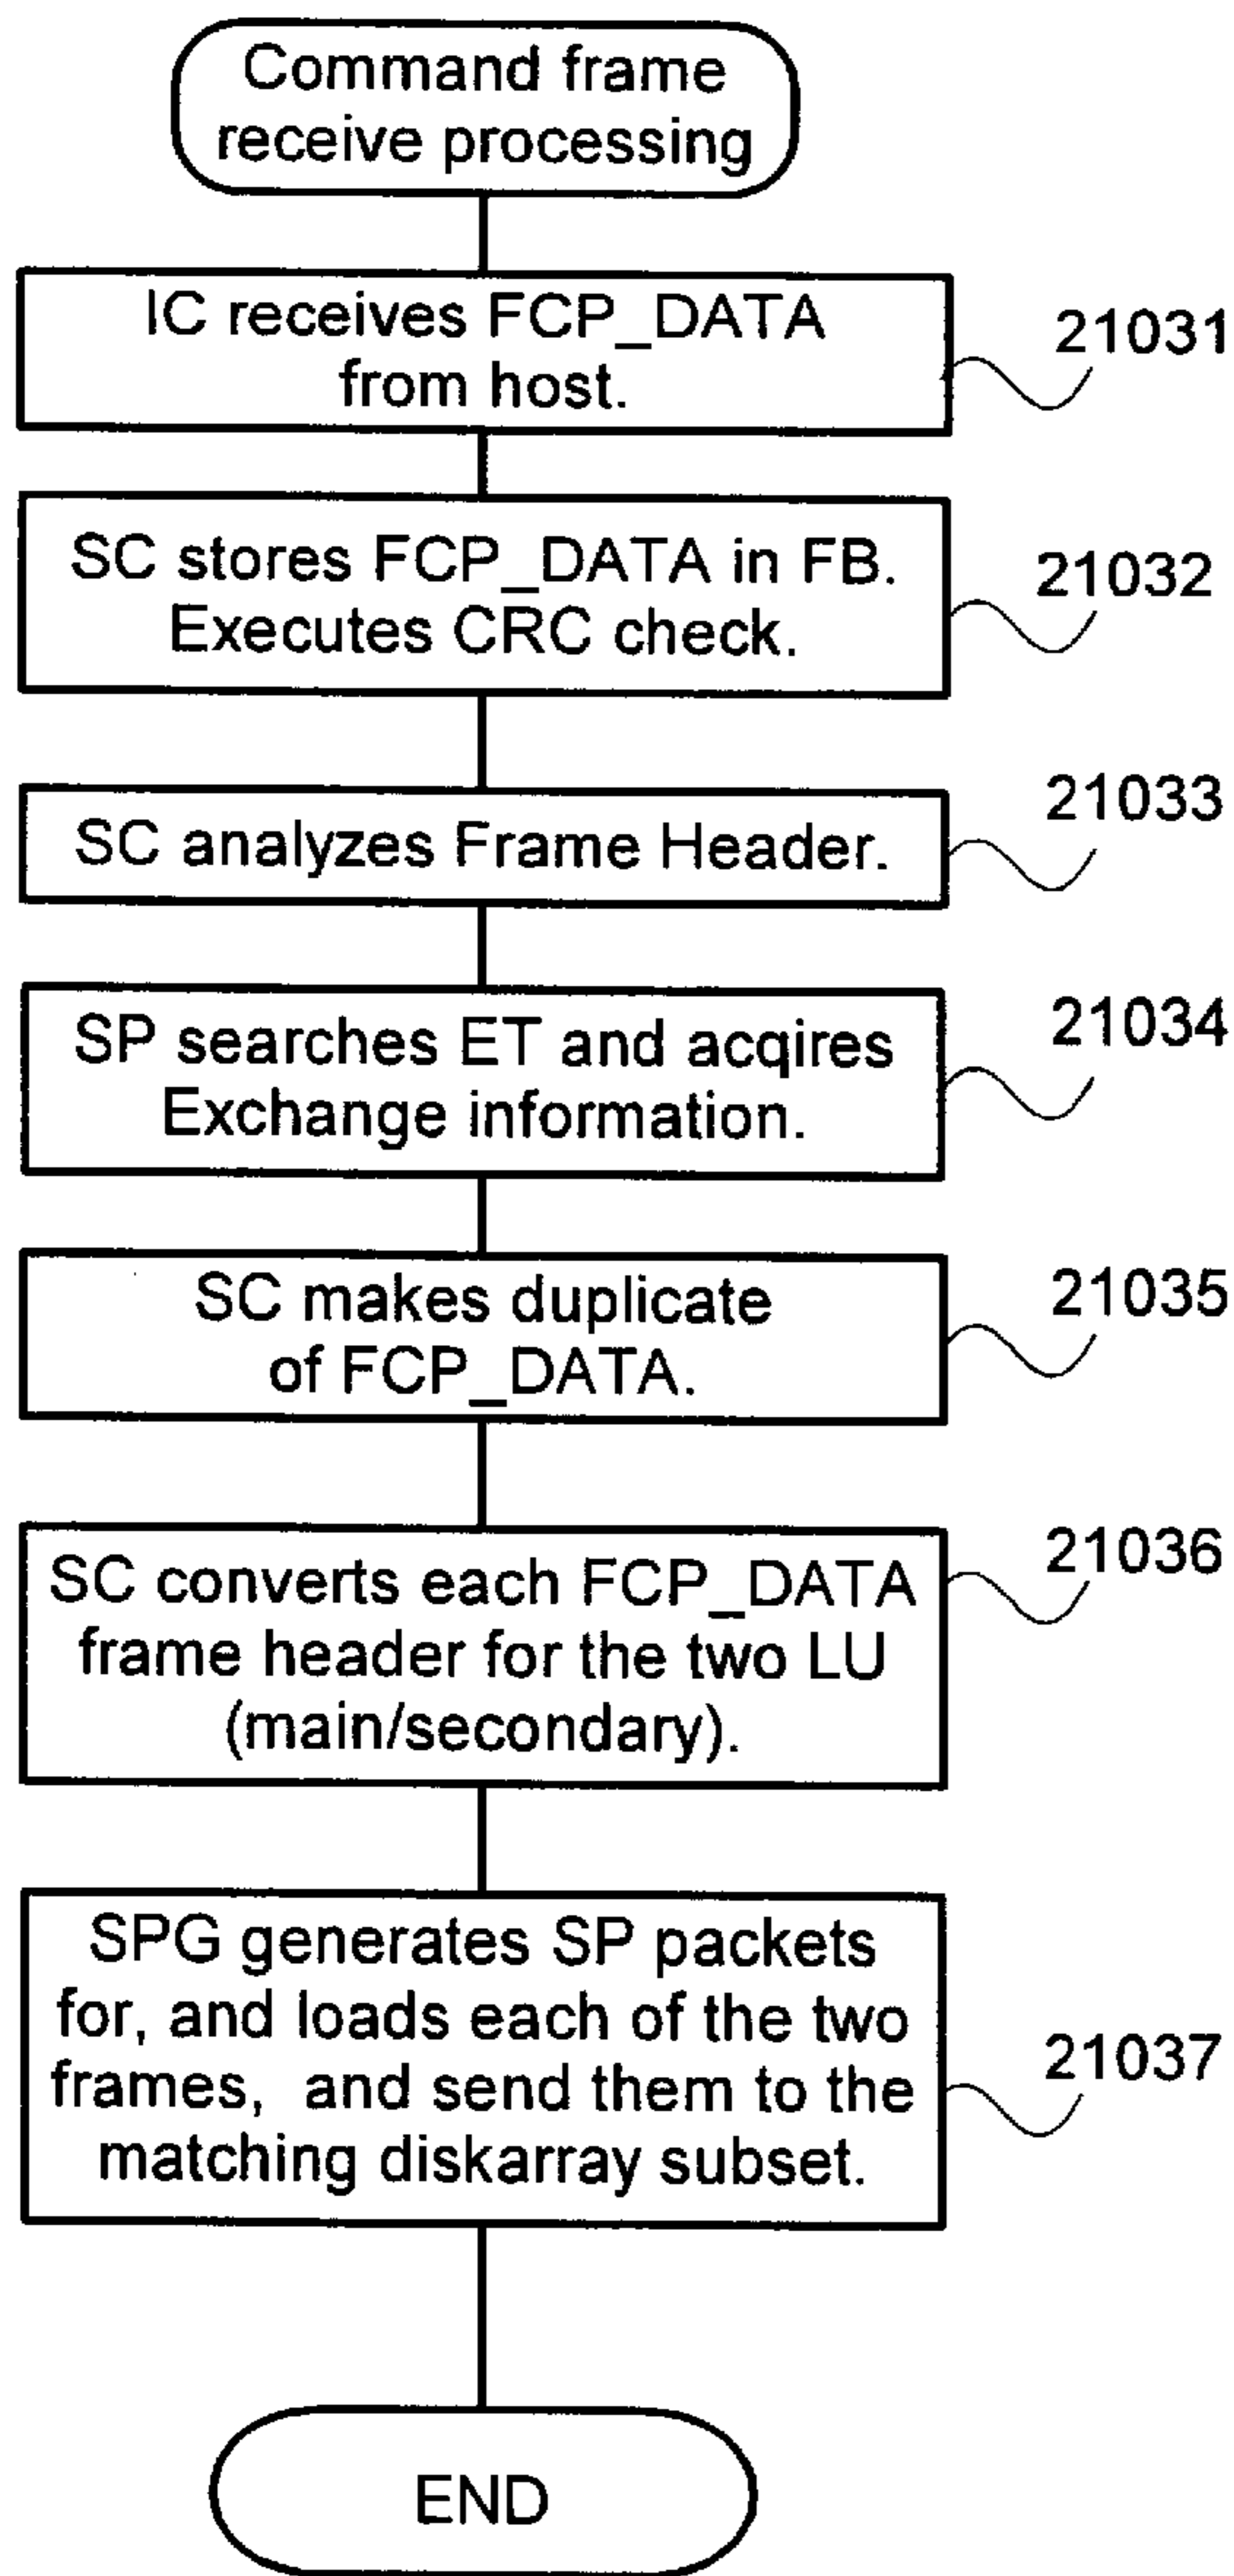 Command frame
receive processing
IC receives FCP_DATA
from host.
21031
SC stores FCP_DATA in FB.
Executes CRC check.
21032
SC analyzes Frame Header.
21033
SP searches ET and acqires
Exchange information.
21034
SC makes duplicate
of FCP_DATA.
21035
SC converts each FCP_DATA
frame header for the two LU
(main/secondary).
21036
SPG generates SP packets
for, and loads each of the two
frames,  and send them to the
matching diskarray subset.
21037
END